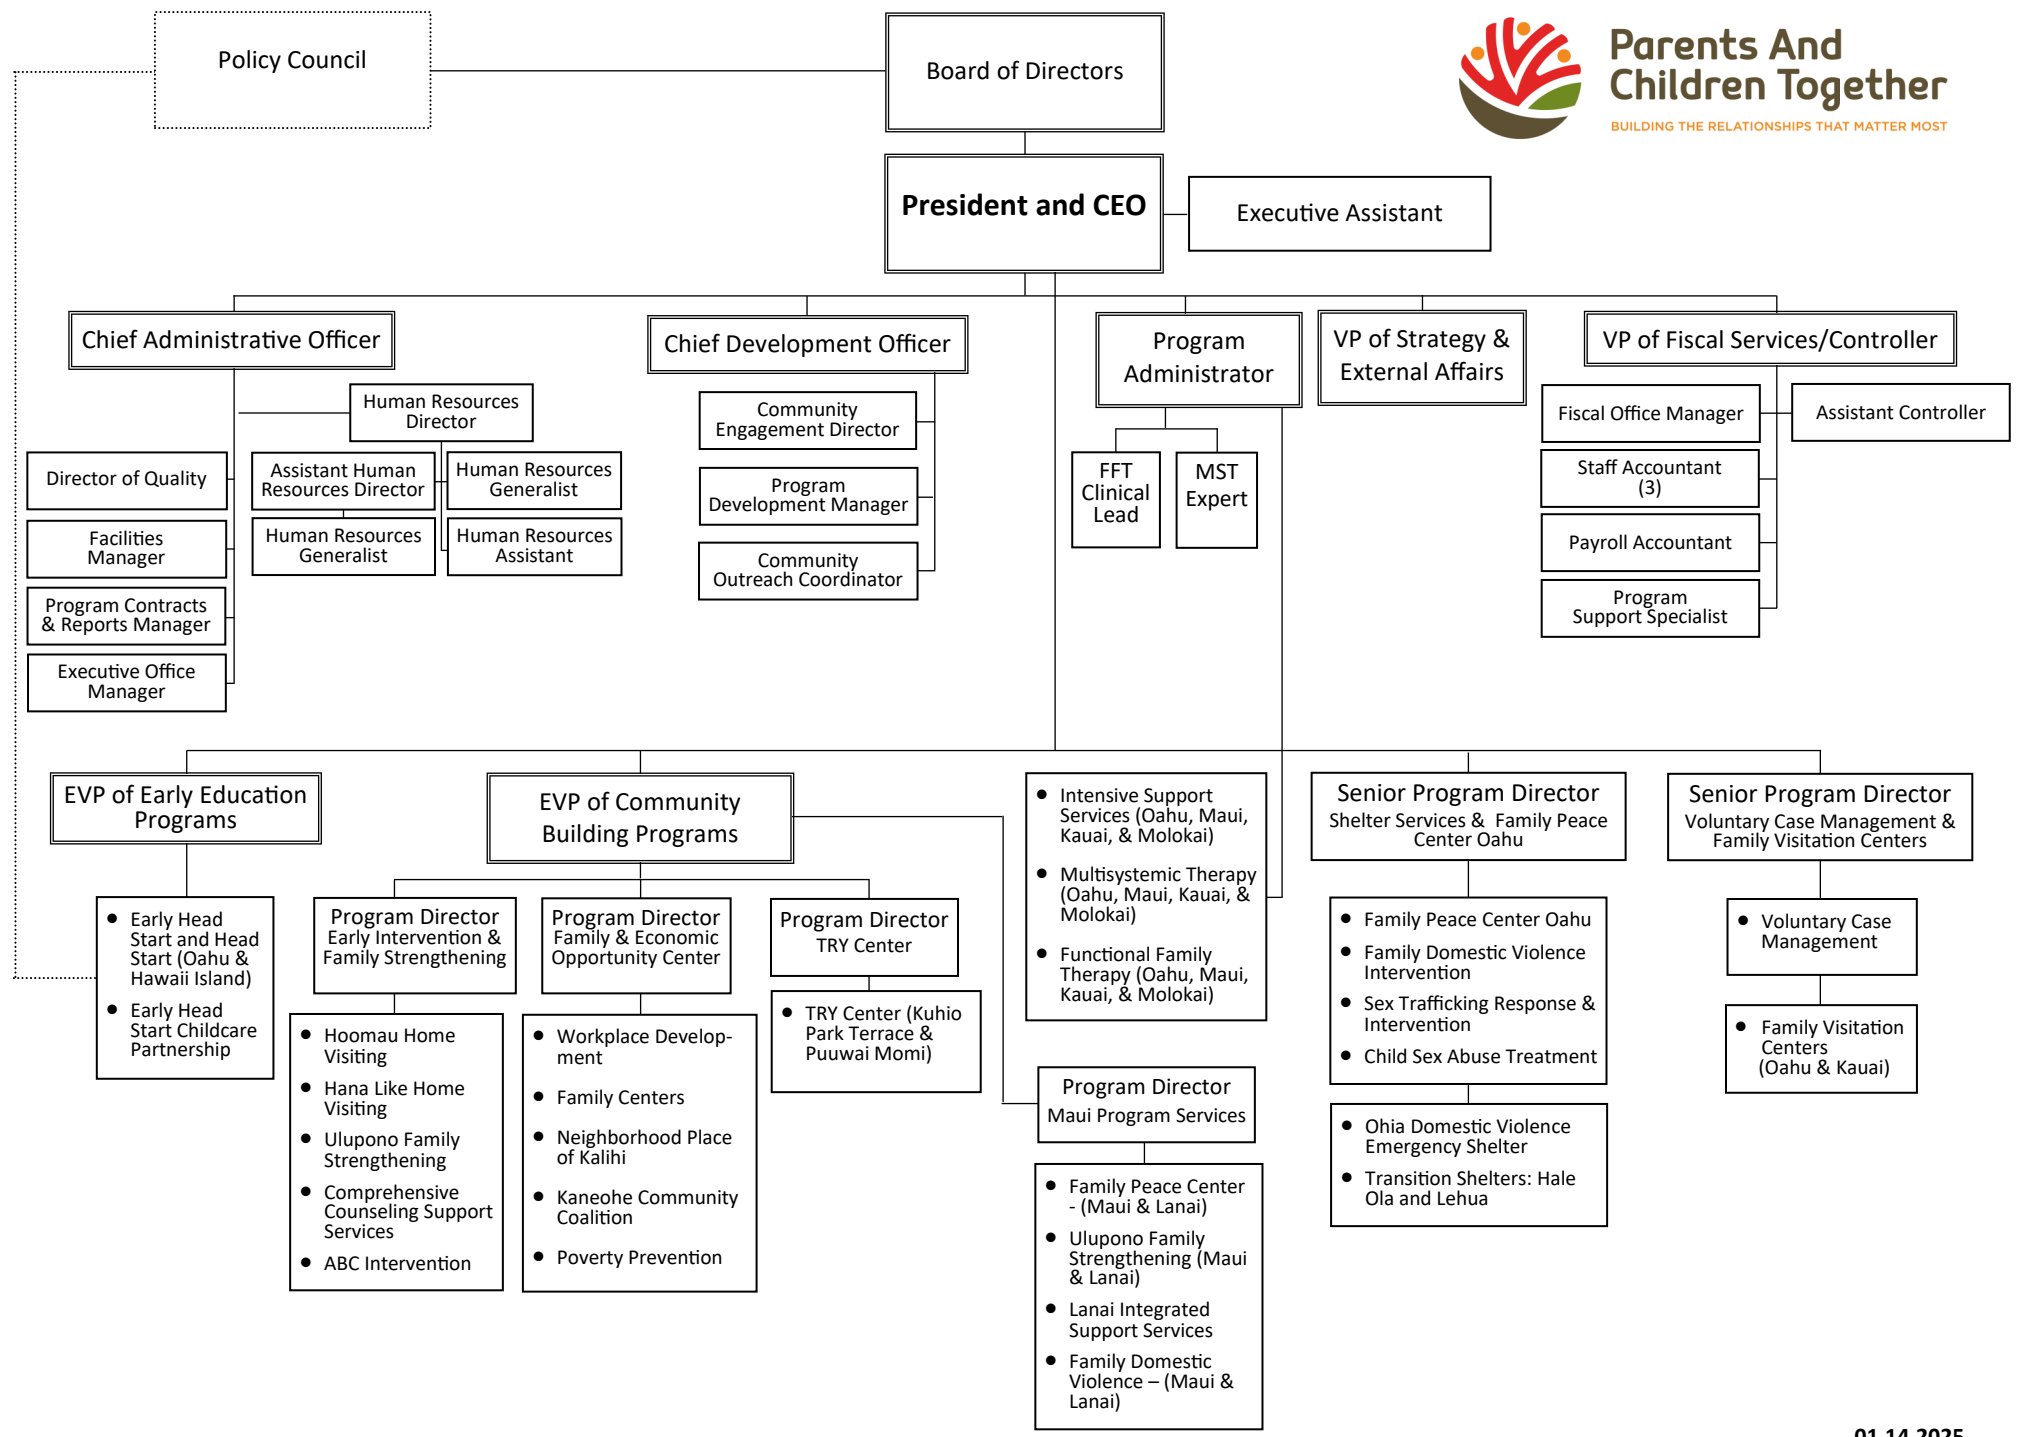 Policy Council
Board of Directors
Parents And
Children Together
BUILDING THE RELATIONSHIPS THAT MATTER MOST
President and CEO
Executive Assistant
Chief Administrative Officer
Chief Development Officer
Program
Administrator
VP of Strategy &
External Affairs
VP of Fiscal Services/Controller
Human Resources
Director
Director of Quality
Assistant Human
Resources Director
Human Resources
Generalist
Facilities
Manager
Human Resources
Generalist
Human Resources
Assistant
Program Contracts
& Reports Manager
Executive Office
Manager
Community
Engagement Director
Program
Development Manager
Community
Outreach Coordinator
FFT
Clinical
Lead
MST
Expert
Fiscal Office Manager
Assistant Controller
Staff Accountant
(3)
Payroll Accountant
Program
Support Specialist
EVP of Early Education
Programs
• Early Head
Start and Head
Start (Oahu &
Hawaii Island)
• Early Head
Start Childcare
Partnership
EVP of Community
Building Programs
Program Director
Early Intervention &
Family Strengthening
• Hoomau Home
Visiting
• Hana Like Home
Visiting
• Ulupono Family
Strengthening
• Comprehensive
Counseling Support
Services
• ABC Intervention
Program Director
Family & Economic
Opportunity Center
• Workplace Develop-
ment
• Family Centers
• Neighborhood Place
of Kalihi
• Kaneohe Community
Coalition
• Poverty Prevention
Program Director
TRY Center
• TRY Center (Kuhio
Park Terrace &
Puuwai Momi)
• Intensive Support
Services (Oahu, Maui,
Kauai, & Molokai)
• Multisystemic Therapy
(Oahu, Maui, Kauai, &
Molokai)
• Functional Family
Therapy (Oahu, Maui,
Kauai, & Molokai)
Program Director
Maui Program Services
• Family Peace Center
- (Maui & Lanai)
• Ulupono Family
Strengthening (Maui
& Lanai)
• Lanai Integrated
Support Services
• Family Domestic
Violence – (Maui &
Lanai)
Senior Program Director
Shelter Services & Family Peace
Center Oahu
• Family Peace Center Oahu
• Family Domestic Violence
Intervention
• Sex Trafficking Response &
Intervention
• Child Sex Abuse Treatment
• Ohia Domestic Violence
Emergency Shelter
• Transition Shelters: Hale
Ola and Lehua
Senior Program Director
Voluntary Case Management &
Family Visitation Centers
• Voluntary Case
Management
• Family Visitation
Centers
(Oahu & Kauai)
01.14.2025